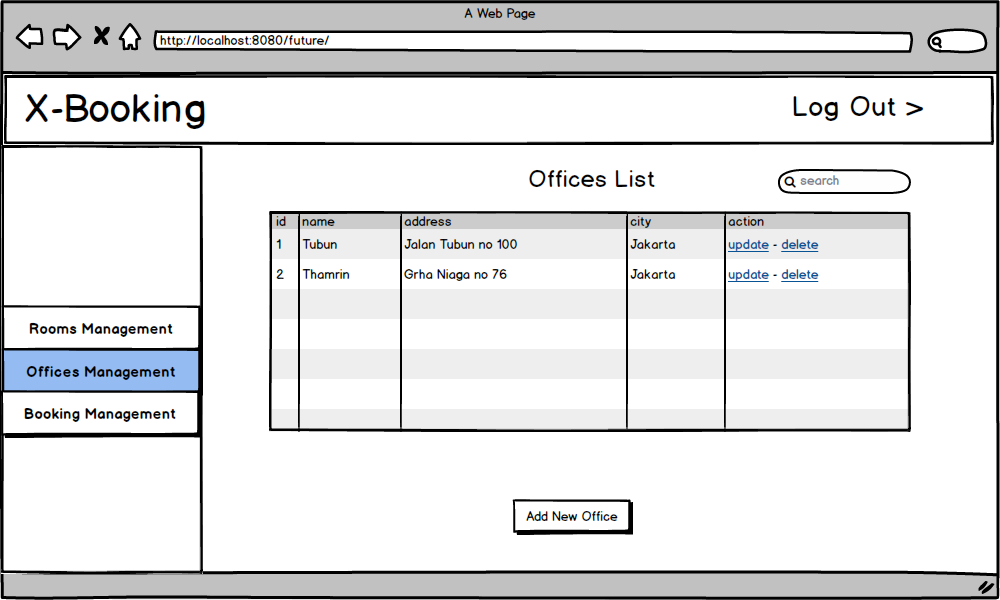 A Web Page
http://localhost:8080/future/
X-Booking
Log Out >
Offices List
search
id name address city action
1 Tubun Jalan Tubun no 100 Jakarta update - delete
2 Thamrin Grha Niaga no 76 Jakarta update - delete
Rooms Management
Offices Management
Booking Management
Add New Office